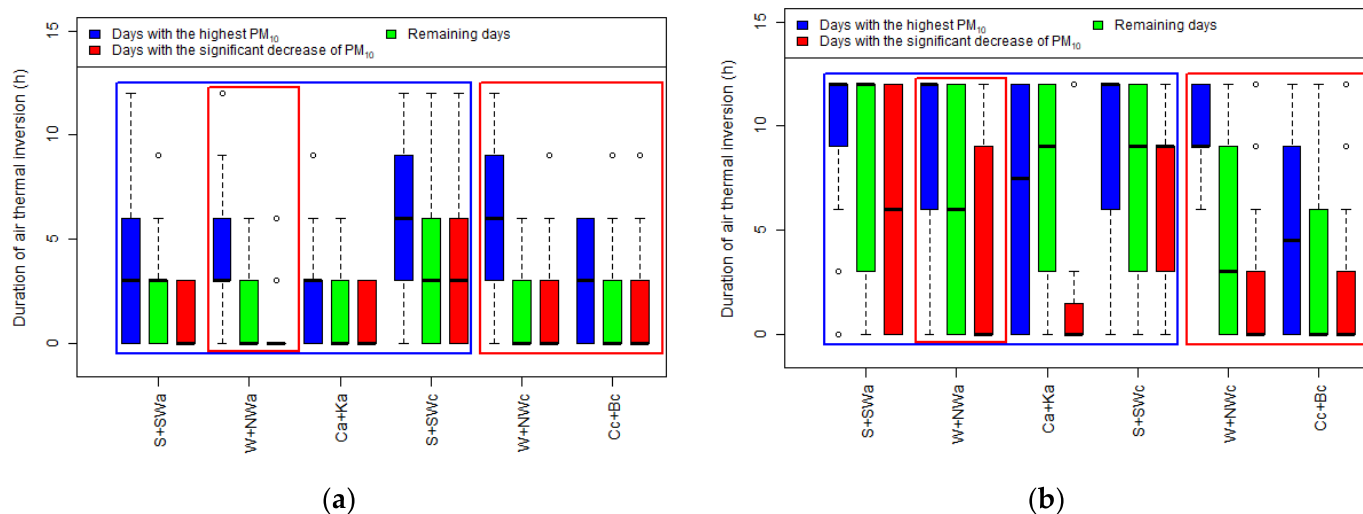 Days with the highest PM10
Remaining days
Days with the significant decrease of PM10
Duration of air thermal inversion (h)
15
10
5
0
S+SWa
W+NWa
Ca+Ka
S+SWc
W+NWc
Cc+Bc
(a)
Days with the highest PM10
Remaining days
Days with the significant decrease of PM10
Duration of air thermal inversion (h)
15
10
5
0
S+SWa
W+NWa
Ca+Ka
S+SWc
W+NWc
Cc+Bc
(b)